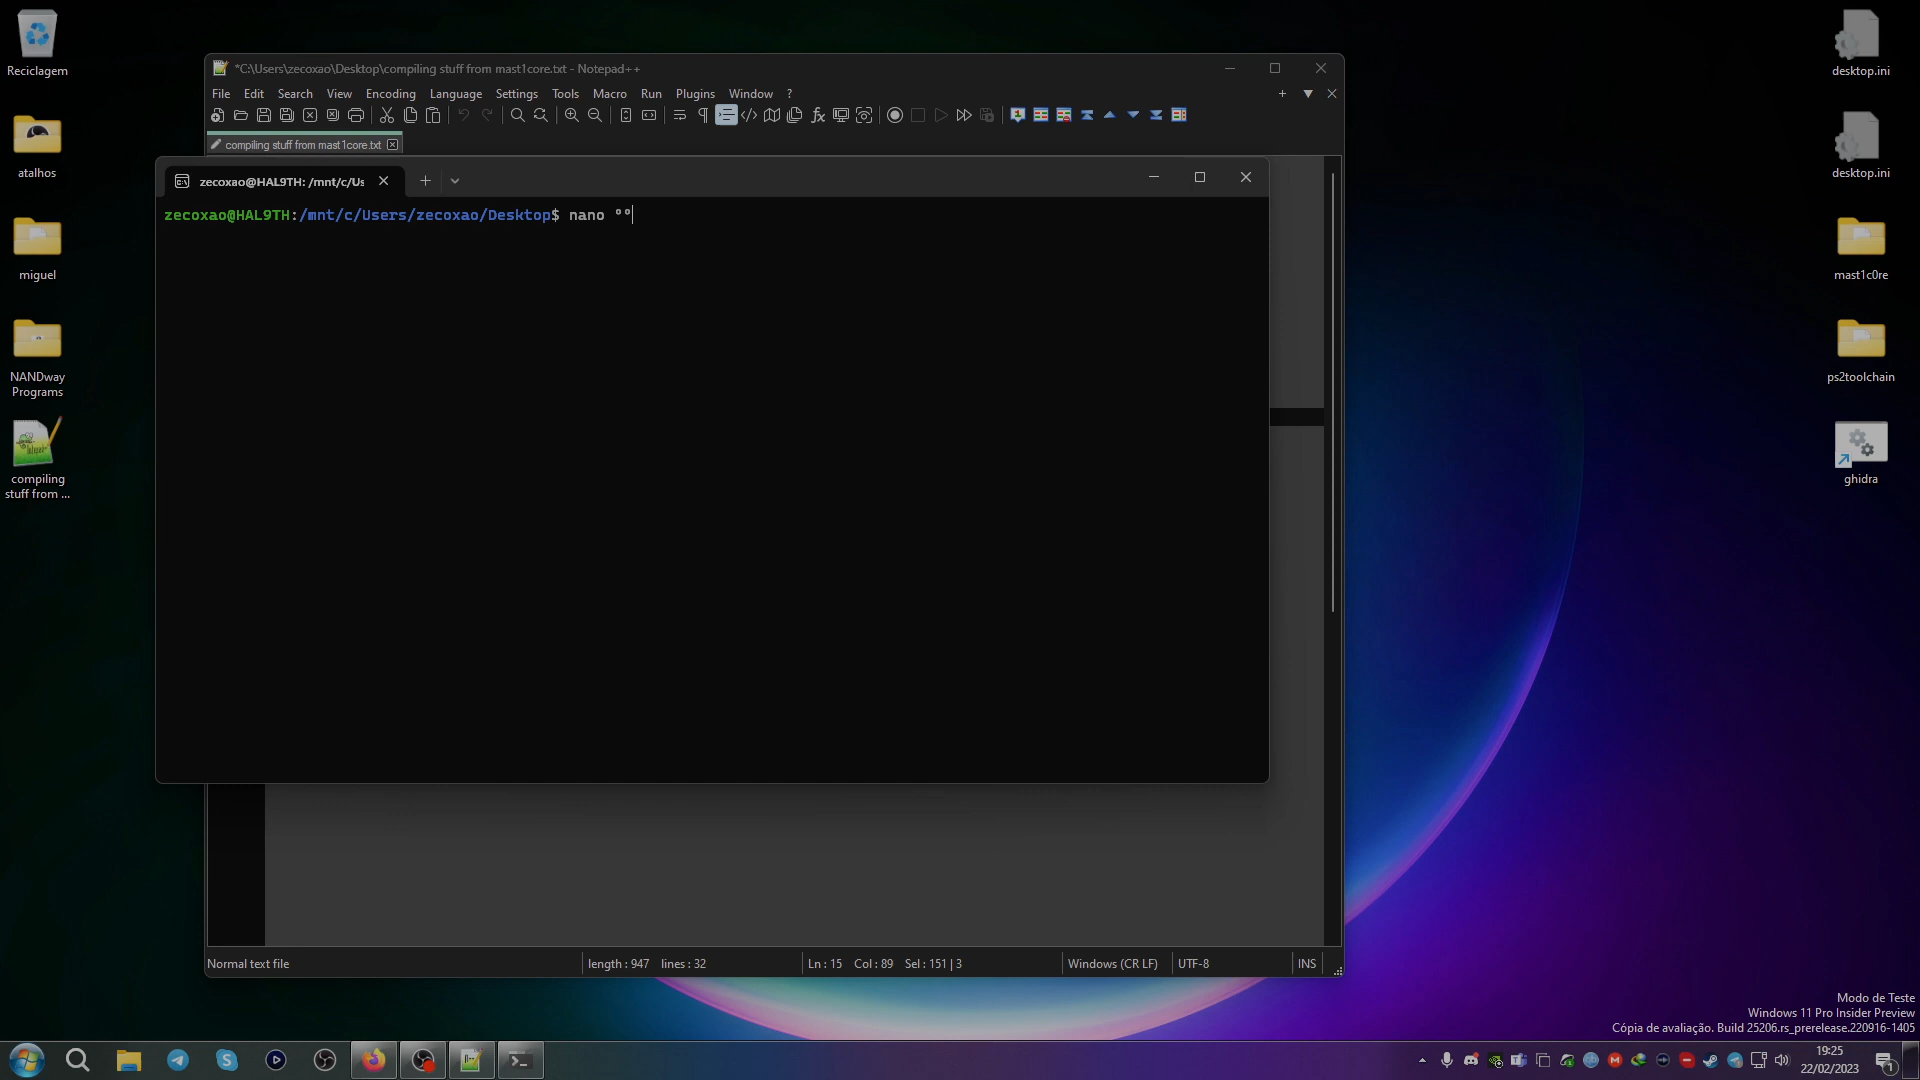 Reciclagem
atalhos
miguel
NANDway
Programs
compiling
stuff from ...
*C:\Users\zecoxao\Desktop\compiling stuff from mast1core.txt - Notepad++
File Edit Search View Encoding Language Settings Tools Macro Run Plugins Window ?
compiling stuff from mast1core.txt
zecoxao@HAL9TH: /mnt/c/Us
zecoxao@HAL9TH:/mnt/c/Users/zecoxao/Desktop$ nano ºº
Normal text file
length : 947 lines : 32
Ln : 15 Col : 89 Sel : 151 | 3
Windows (CR LF)
UTF-8
INS
desktop.ini
desktop.ini
mast1c0re
ps2toolchain
ghidra
Modo de Teste
Windows 11 Pro Insider Preview
Cópia de avaliação. Build 25206.rs_prerelease.220916-1405
19:25
22/02/2023
1